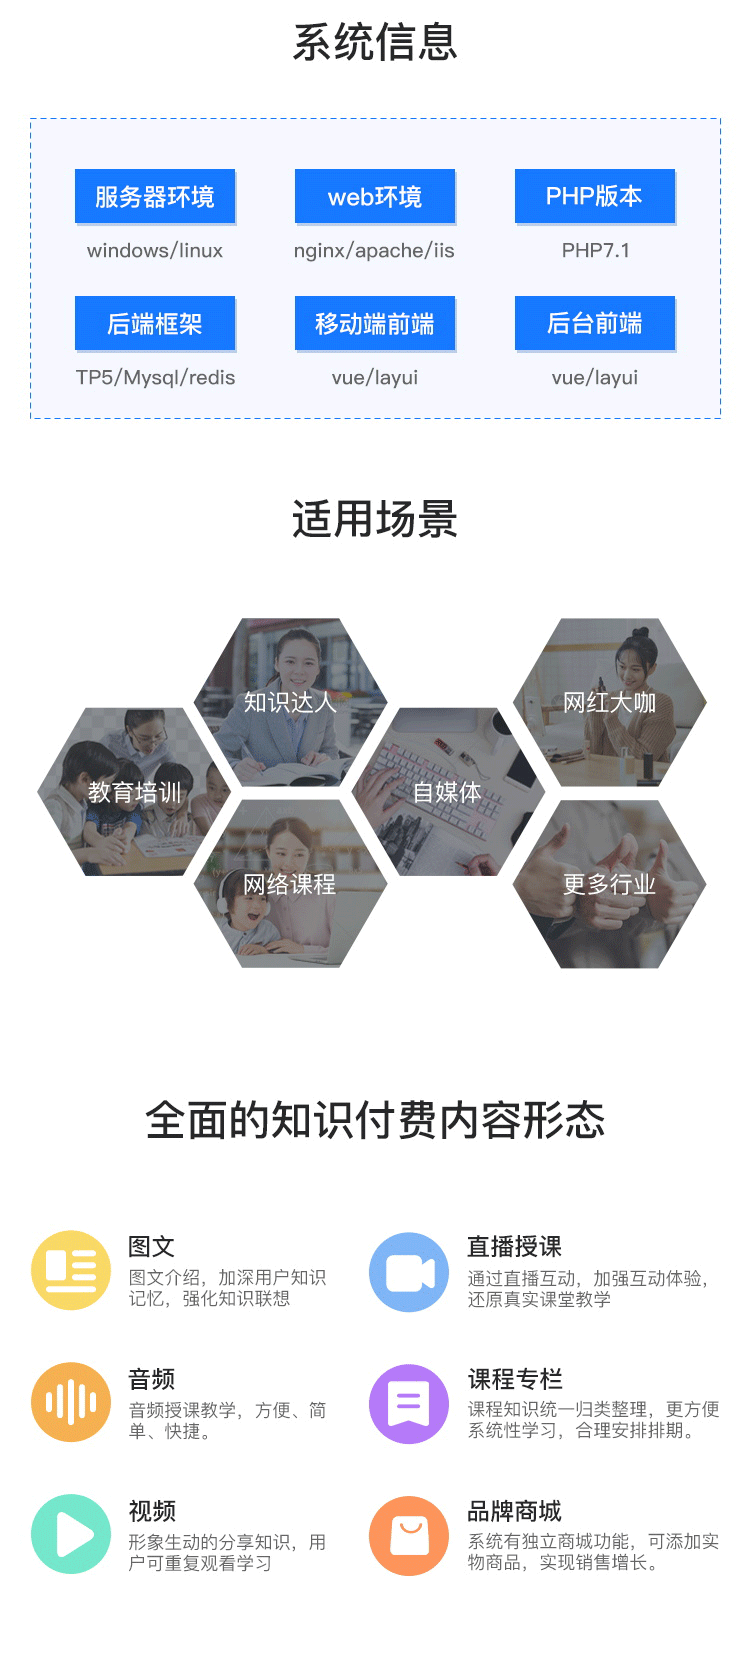 系统信息
服务器环境
web环境
PHP版本
windows/linux
nginx/apache/iis
PHP7.1
后端框架
移动端前端
后台前端
TP5/Mysql/redis
vue/layui
vue/layui
适用场景
知识达人
网红大咖
教育培训
自媒体
网络课程
更多行业
全面的知识付费内容形态
图文
图文介绍，加深用户知识
记忆，强化知识联想
直播授课
通过直播互动，加强互动体验，
还原真实课堂教学
音频
音频授课教学，方便、简
单、快捷。
课程专栏
课程知识统一归类整理，更方便
系统性学习，合理安排排期。
视频
形象生动的分享知识，用
户可重复观看学习
品牌商城
系统有独立商城功能，可添加实
物商品，实现销售增长。